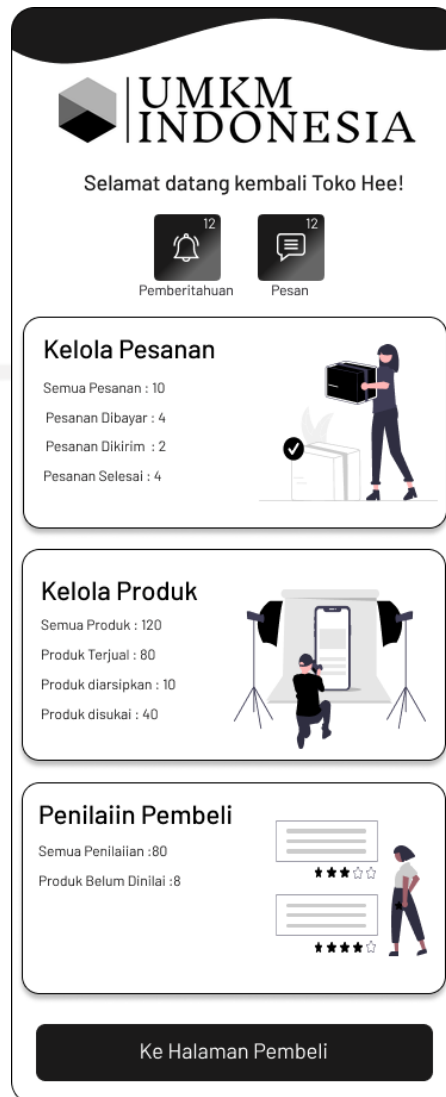 UMKM
INDONESIA
Selamat datang kembali Toko Hee!
12
12
Pemberitahuan
Pesan
Kelola Pesanan
Semua Pesanan : 10
Pesanan Dibayar : 4
Pesanan Dikirim : 2
Pesanan Selesai : 4
Kelola Produk
Semua Produk : 120
Produk Terjual : 80
Produk diarsipkan : 10
Produk disukai : 40
Penilaiin Pembeli
Semua Penilaiian :80
Produk Belum Dinilai :8
Ke Halaman Pembeli